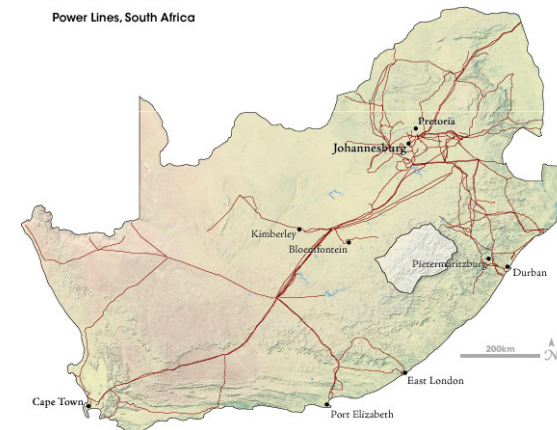 Power Lines, South Africa
Pretoria
Johannesburg
Kimberley
Bloemfontein
Pietermaritzburg
Durban
200km
N
East London
Cape Town
Port Elizabeth